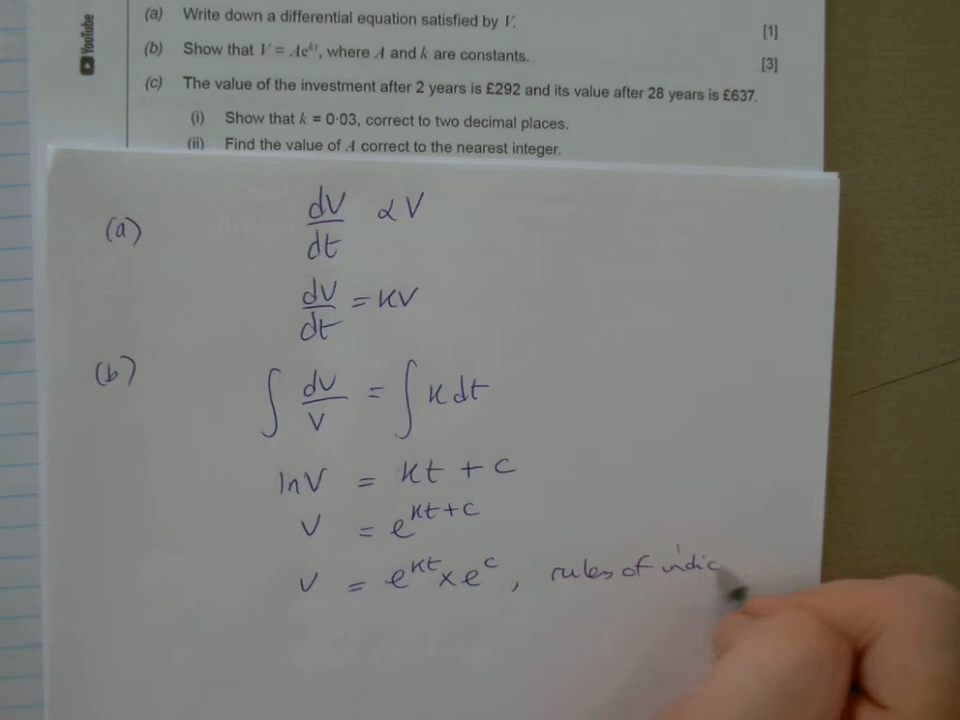 YouTube
(a) Write down a differential equation satisfied by V.
[1]
(b) Show that V = Ae^{kt}, where A and k are constants.
[3]
(c) The value of the investment after 2 years is £292 and its value after 28 years is £637.
(i) Show that k = 0·03, correct to two decimal places.
(ii) Find the value of A correct to the nearest integer.
(a) dV/dt ∝ V
dV/dt = kV
(b) ∫ dV/V = ∫ k dt
ln V = kt + c
V = e^{kt+c}
V = e^{kt} × e^{c}, rules of indic